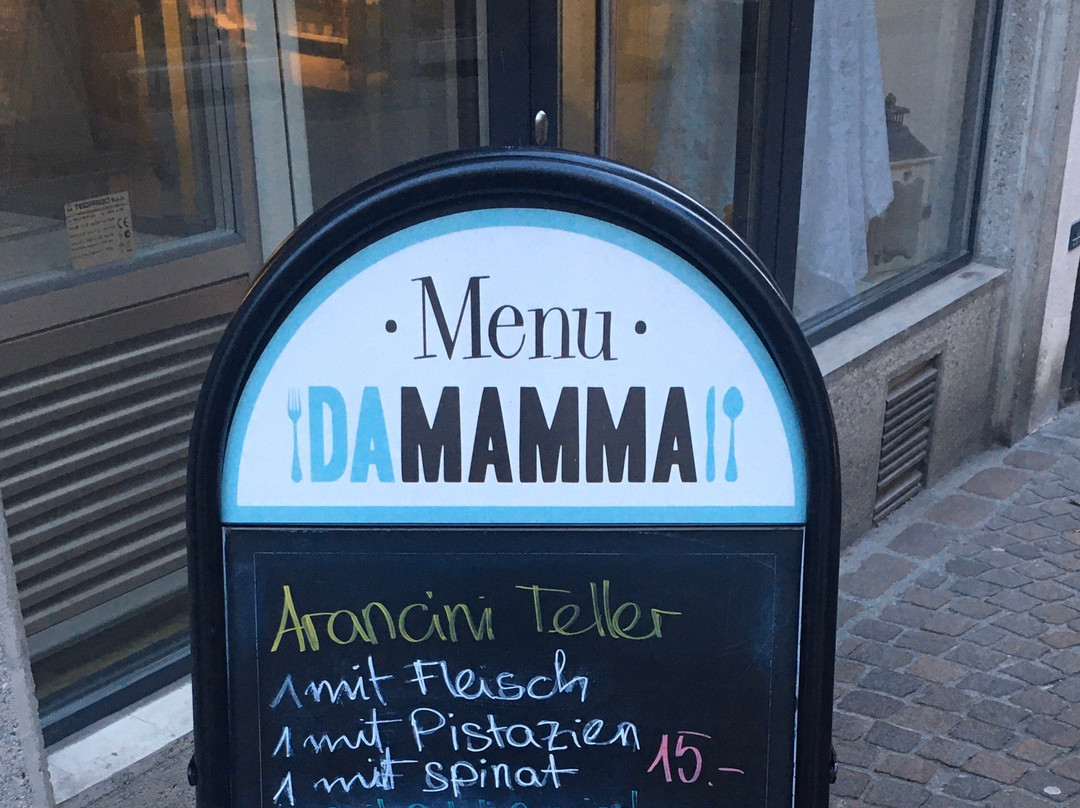 • Menu •
DAMAMMA
Arancini Teller
1 mit Fleisch
1 mit Pistazien
1 mit spinat 15.-